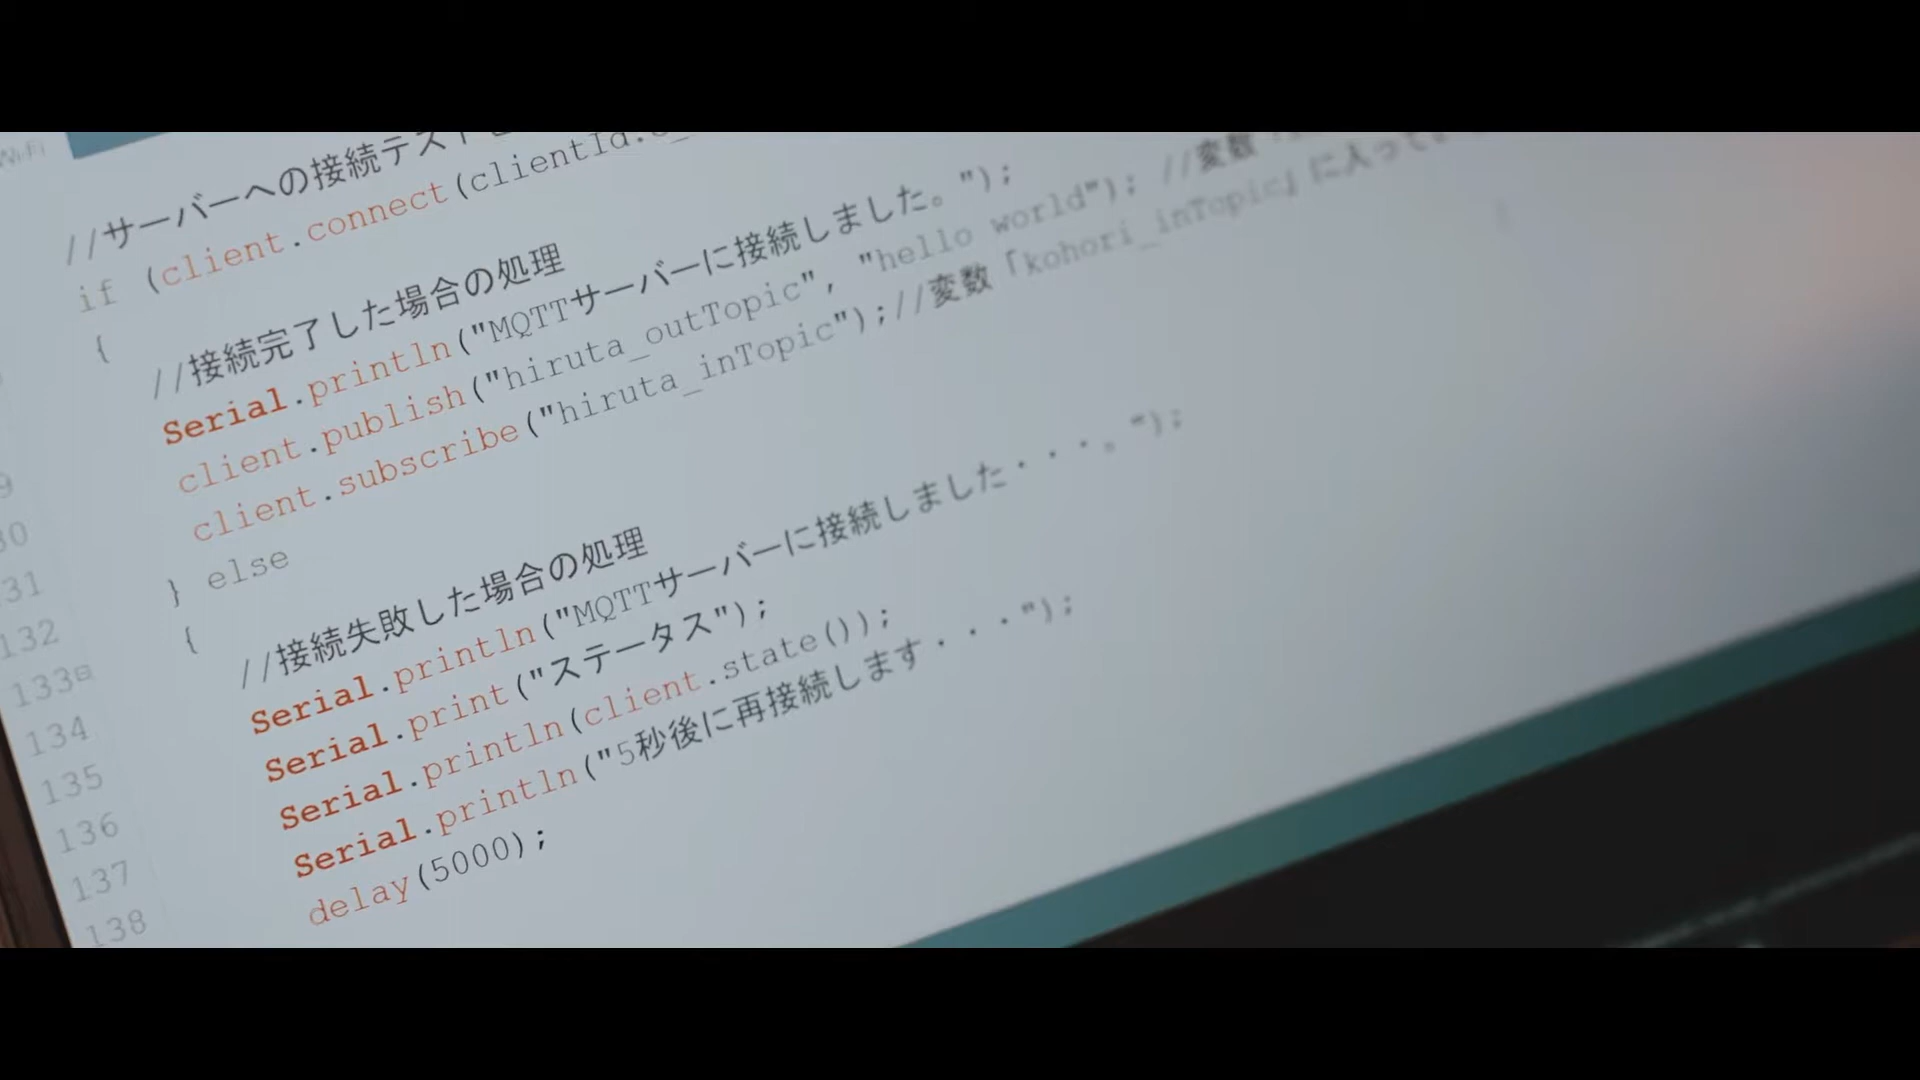 Wi-Fi
//サーバーへの接続テスト
if (client.connect(clientId.c_
{
//接続完了した場合の処理
Serial.println("MQTTサーバーに接続しました。");
client.publish("hiruta_outTopic", "hello world"); //変数
client.subscribe("hiruta_inTopic");//変数「kohori_inTopic」に入って
} else
{
//接続失敗した場合の処理
Serial.println("MQTTサーバーに接続しました・・・。");
Serial.print("ステータス");
Serial.println(client.state());
Serial.println("5秒後に再接続します・・・");
delay(5000);
9
30
31
132
133
134
135
136
137
138